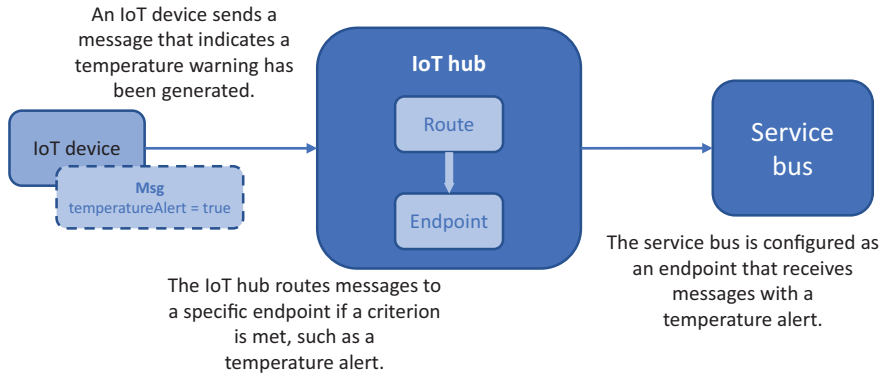 An IoT device sends a
message that indicates a
temperature warning has
been generated.
IoT device
Msg
temperatureAlert = true
IoT hub
Route
Endpoint
The IoT hub routes messages to
a specific endpoint if a criterion
is met, such as a
temperature alert.
Service
bus
The service bus is configured as
an endpoint that receives
messages with a
temperature alert.